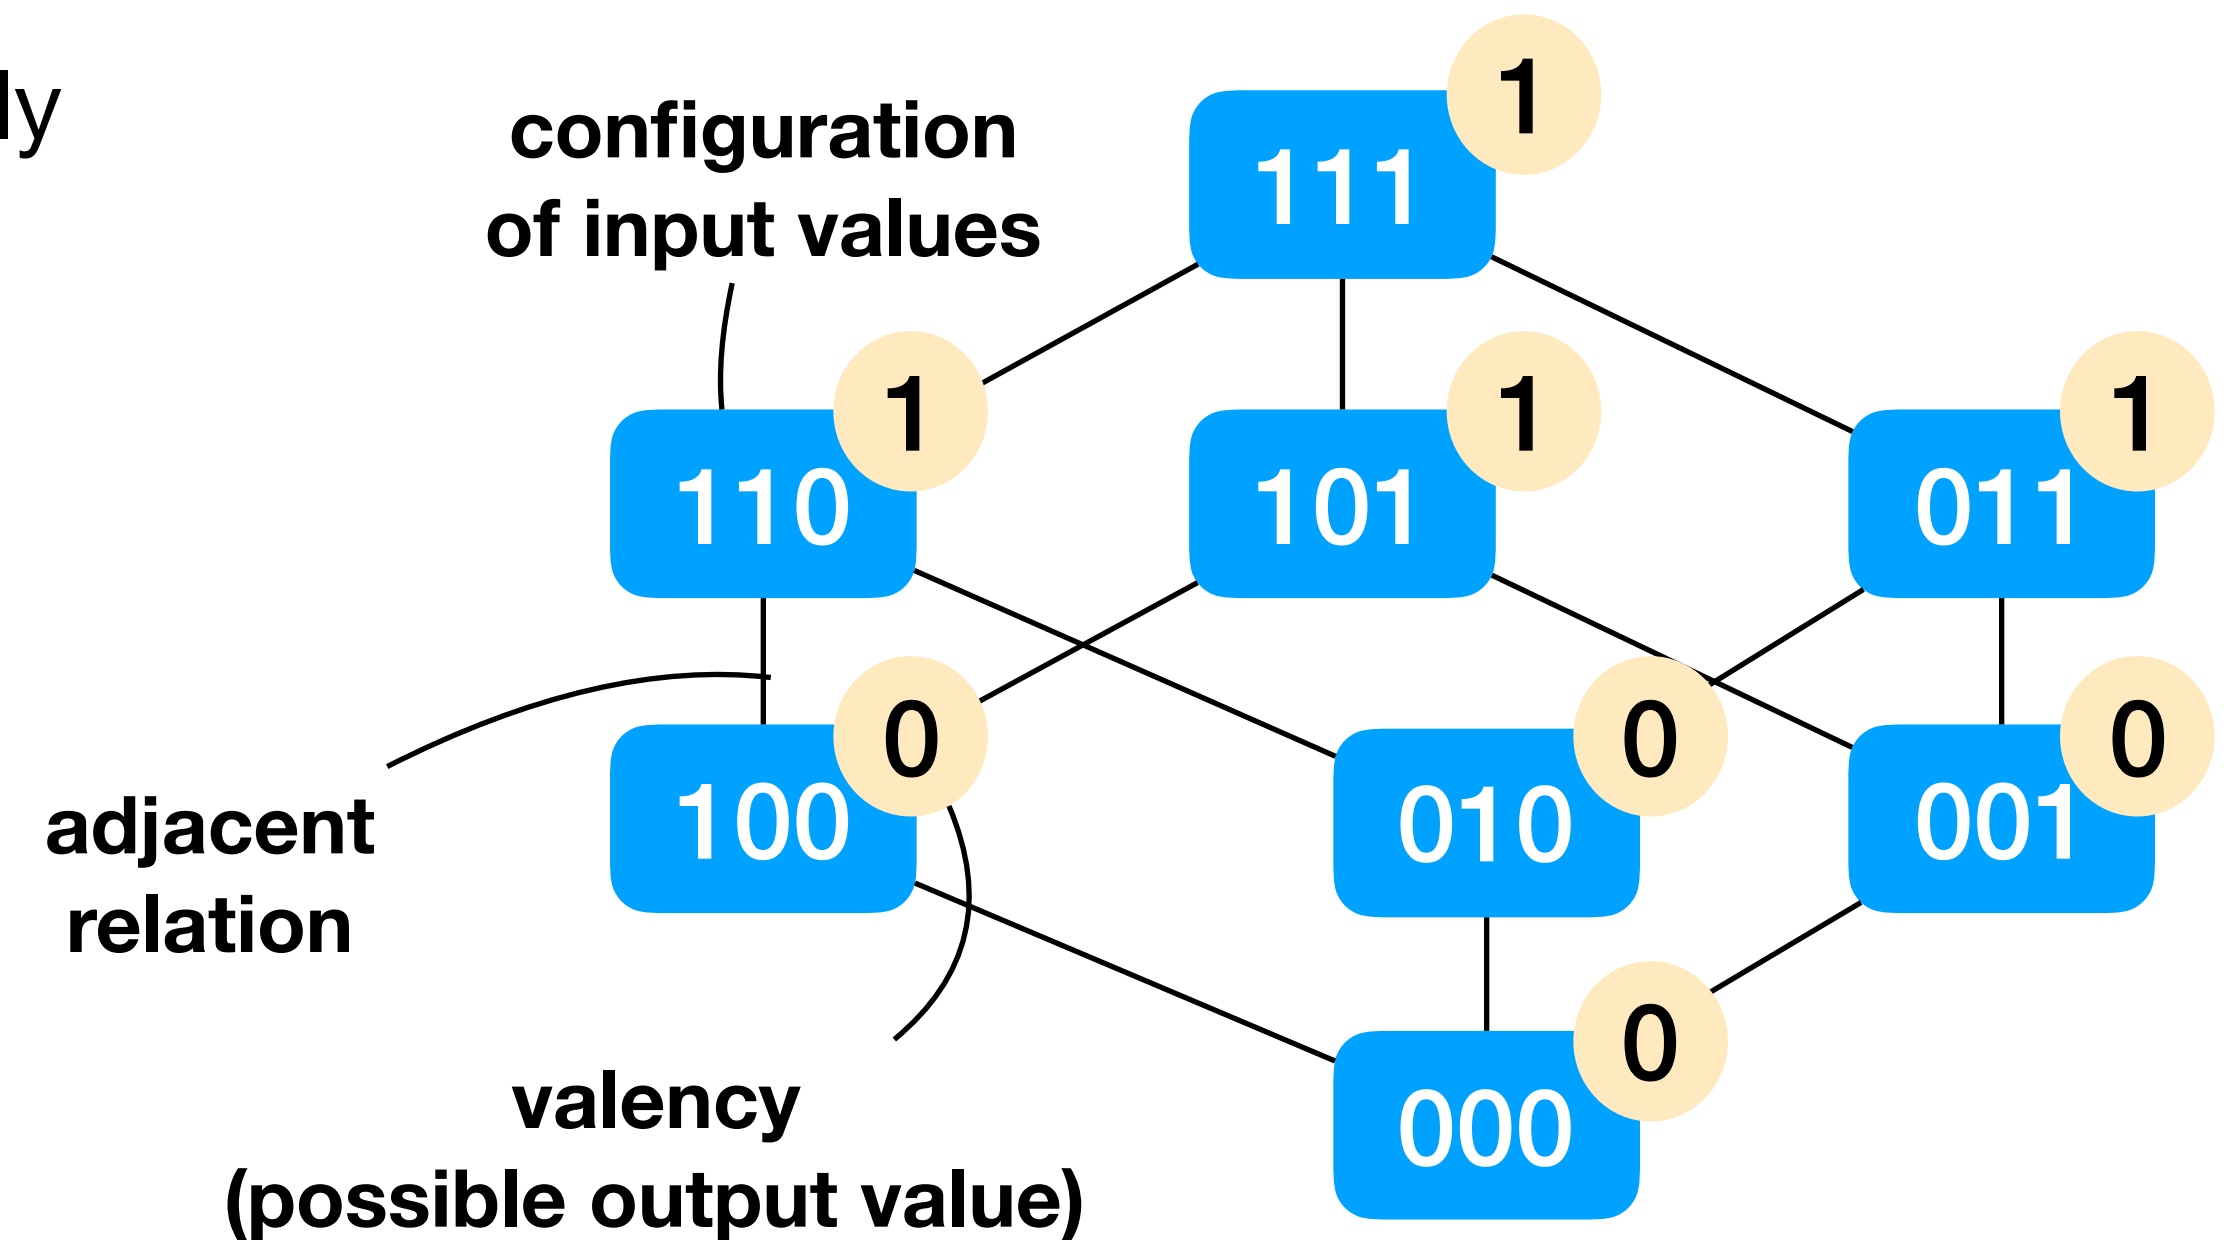 ly
configuration
of input values
1
111
1
110
1
101
1
011
adjacent
relation
0
100
0
010
0
001
valency
(possible output value)
0
000